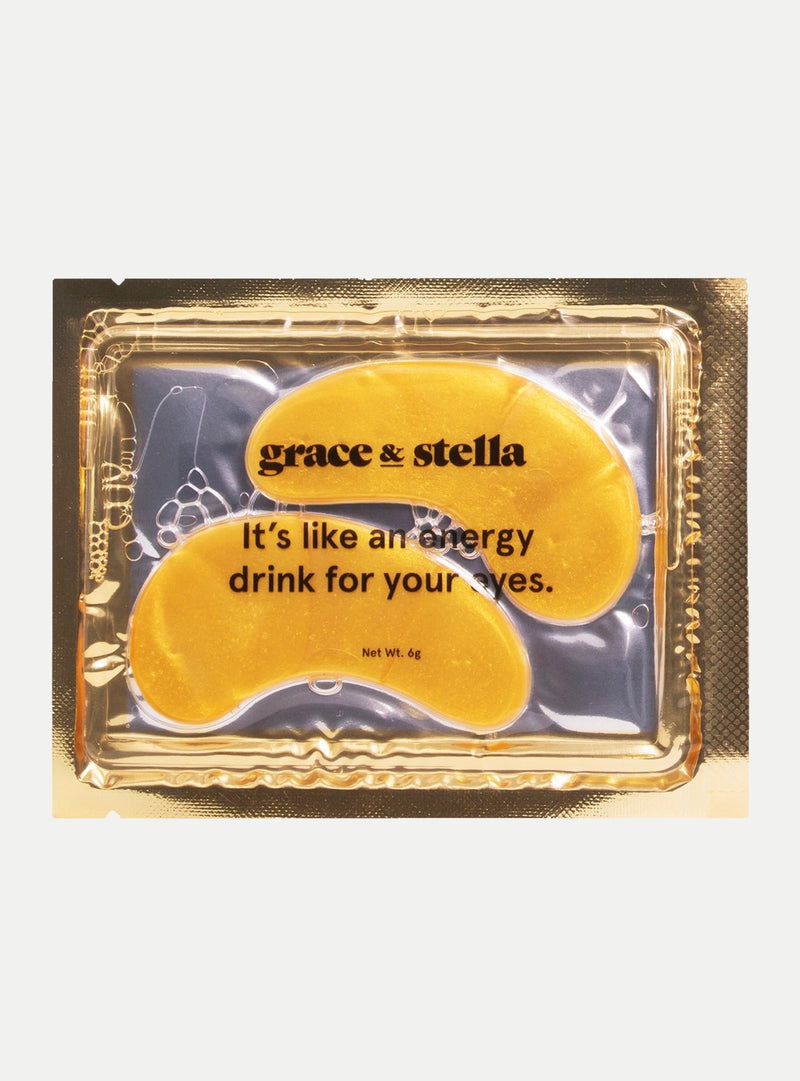 grace & stella
It's like an energy
drink for your eyes.
Net Wt. 6g